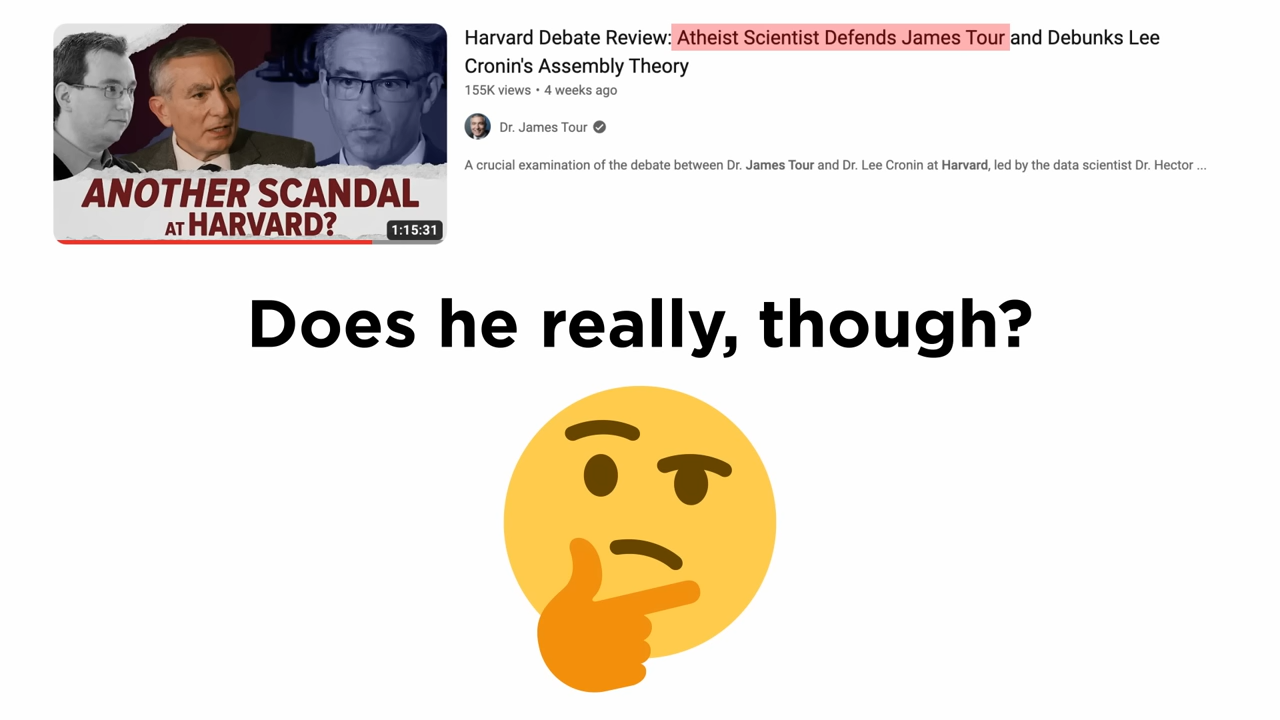 ANOTHER SCANDAL
AT HARVARD?
1:15:31
Harvard Debate Review: Atheist Scientist Defends James Tour and Debunks Lee
Cronin's Assembly Theory
155K views • 4 weeks ago
Dr. James Tour
A crucial examination of the debate between Dr. James Tour and Dr. Lee Cronin at Harvard, led by the data scientist Dr. Hector ...
Does he really, though?